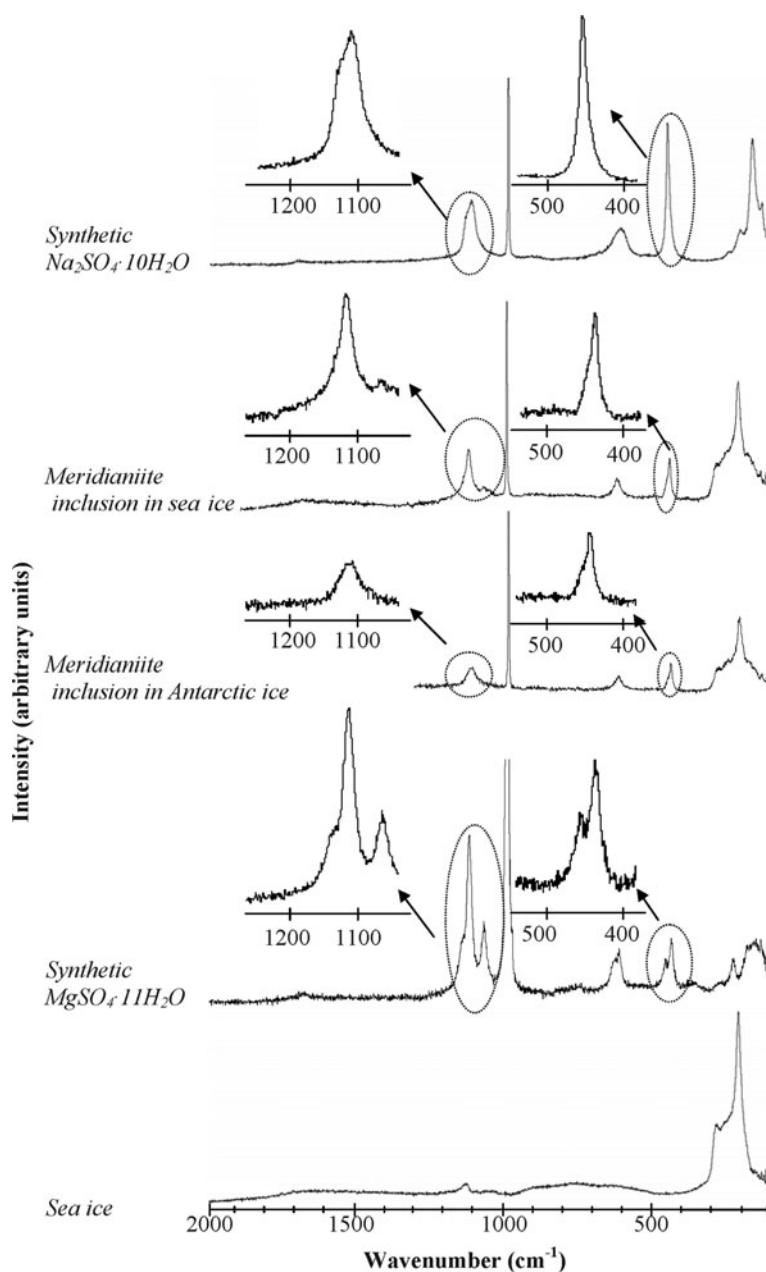 1200 1100
500 400
Synthetic
Na₂SO₄·10H₂O
1200 1100
500 400
Meridianiite
inclusion in sea ice
1200 1100
500 400
Meridianiite
inclusion in Antarctic ice
Intensity (arbitrary units)
1200 1100
500 400
Synthetic
MgSO₄·11H₂O
Sea ice
2000 1500 1000 500
Wavenumber (cm⁻¹)